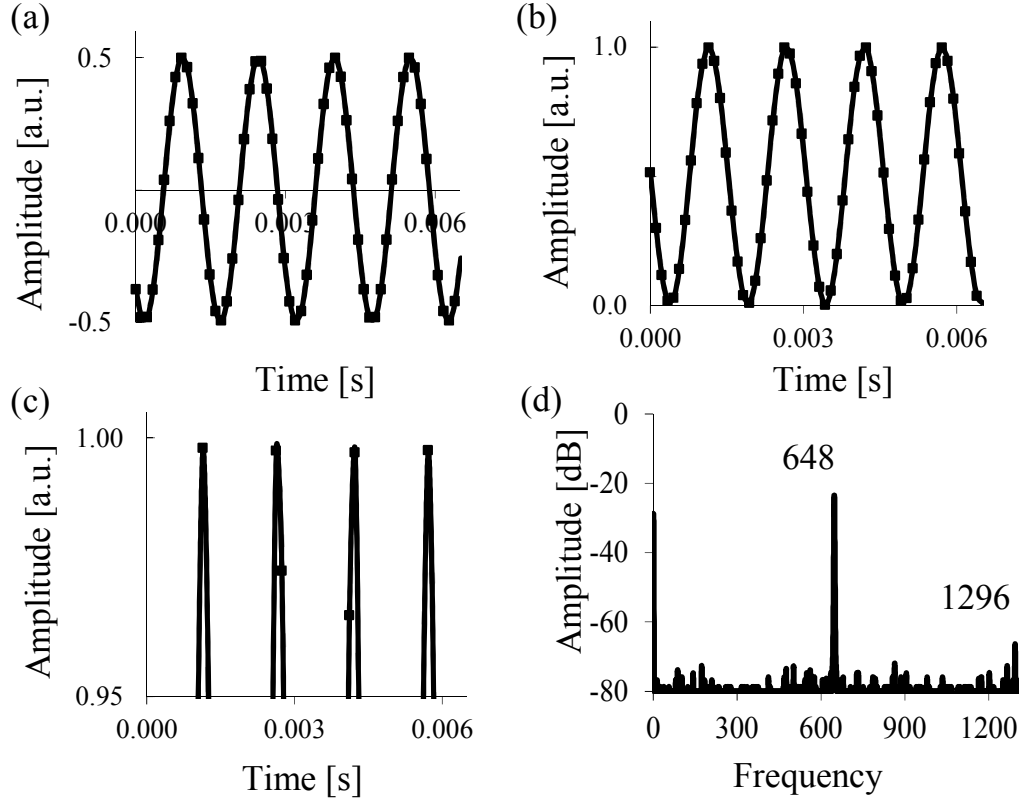 (a)
0.5
Amplitude [a.u.]
0.000
0.003
0.006
-0.5
Time [s]
(b)
1.0
Amplitude [a.u.]
0.0
0.000
0.003
0.006
Time [s]
(c)
1.00
Amplitude [a.u.]
0.95
0.000
0.003
0.006
Time [s]
(d)
0
648
-20
Amplitude [dB]
-40
1296
-60
-80
0
300
600
900
1200
Frequency